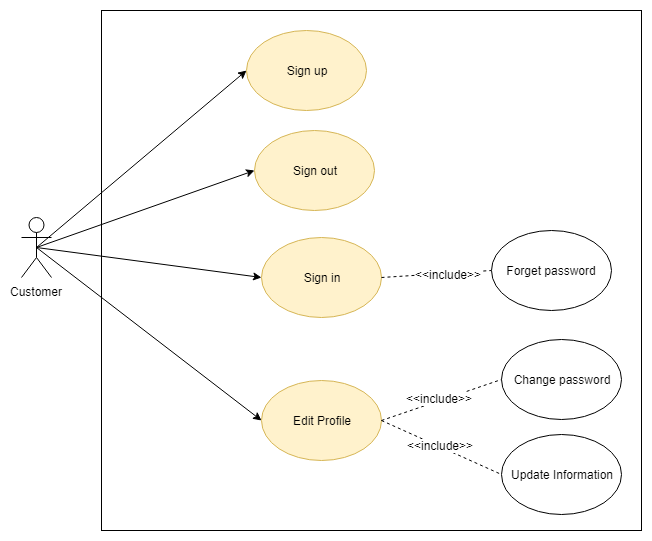 Sign up
Sign out
Customer
Sign in
<<include>>
Forget password
Edit Profile
<<include>>
Change password
<<include>>
Update Information